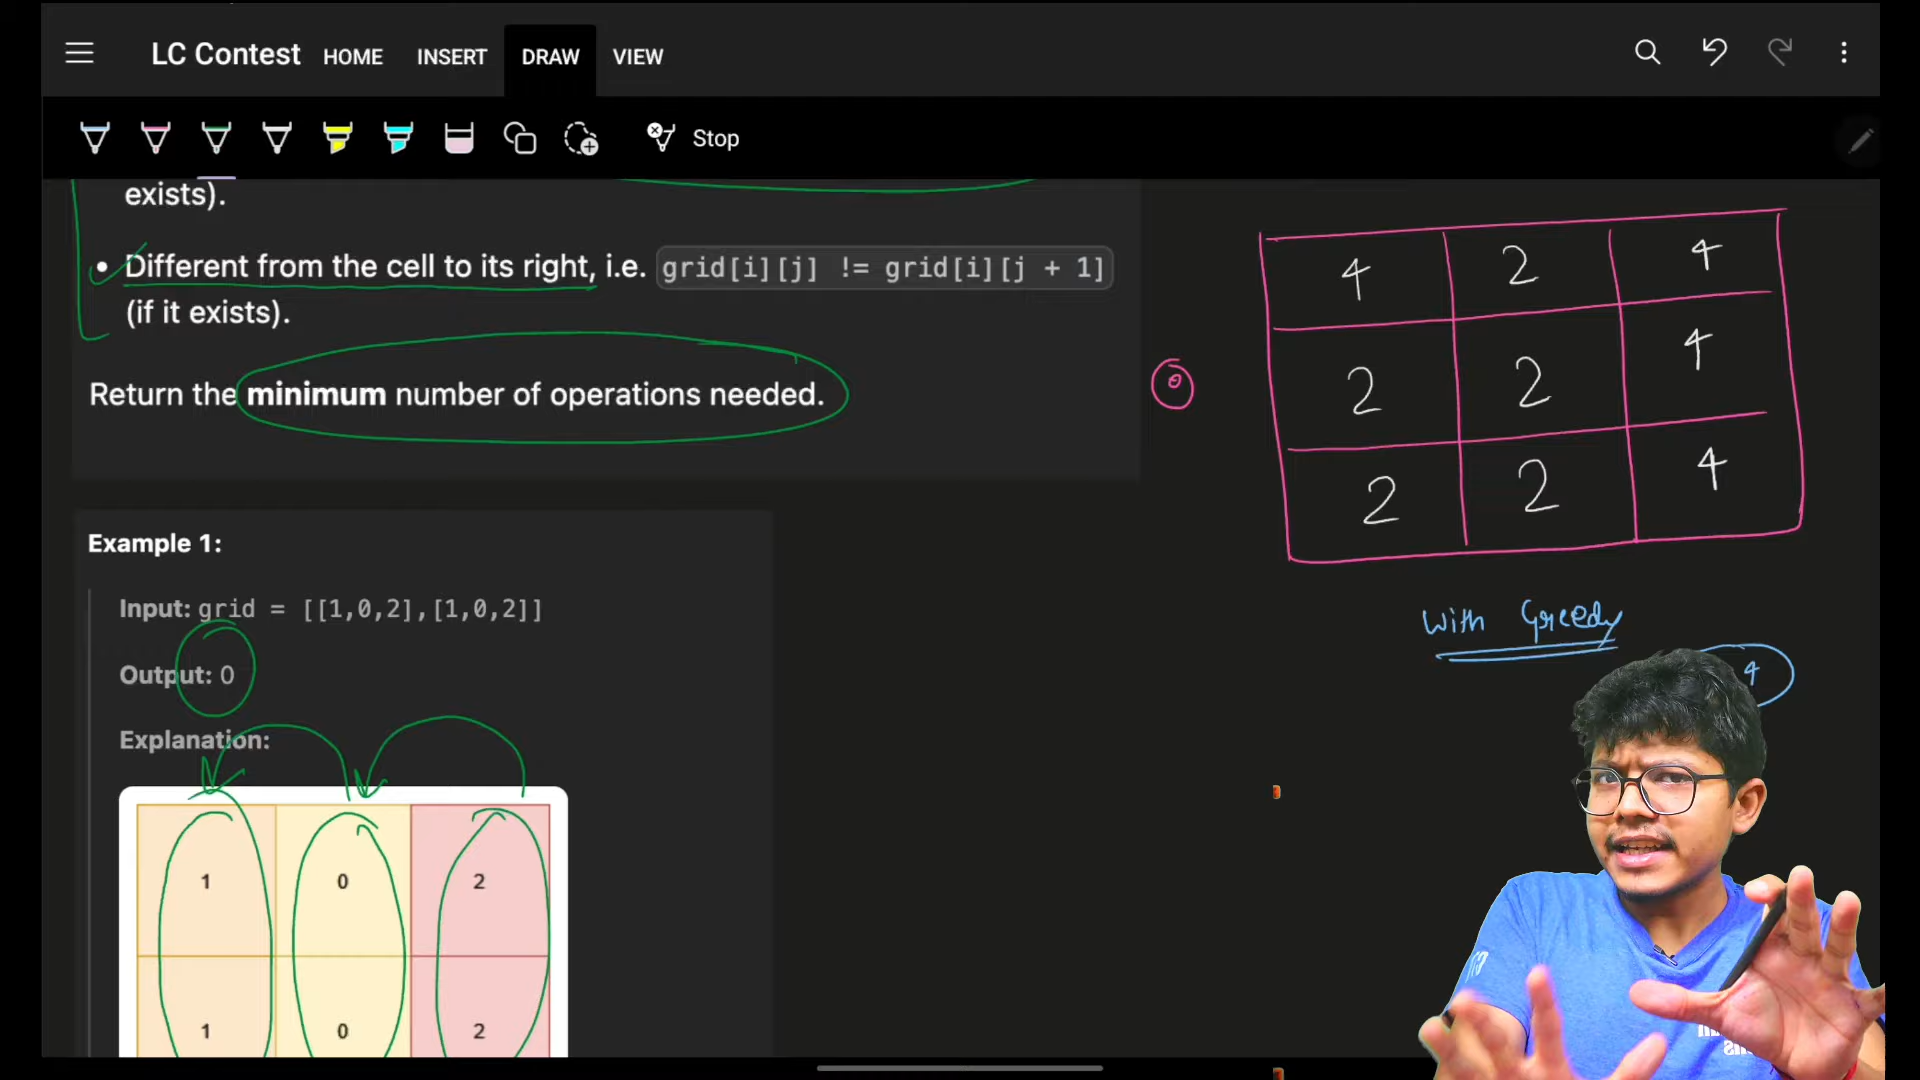 LC Contest HOME INSERT DRAW VIEW
Stop
exists).
• Different from the cell to its right, i.e. grid[i][j] != grid[i][j + 1]
(if it exists).
Return the minimum number of operations needed.
Example 1:
Input: grid = [[1,0,2],[1,0,2]]
Output: 0
Explanation:
1 0 2
1 0 2
0
4 2 4
2 2 4
2 2 4
With Greedy
4